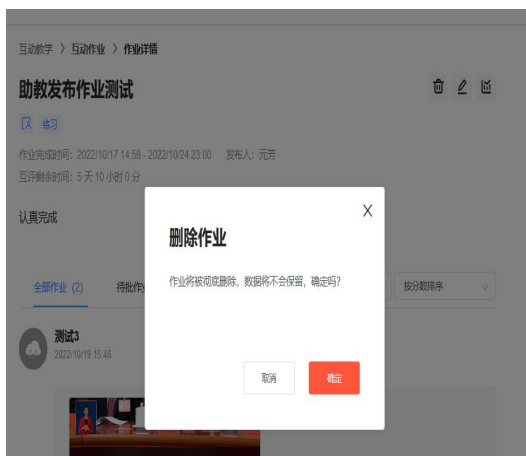 互动教学 > 互动作业 > 作业详情
助教发布作业测试
练习
作业完成时间：2022/10/17 14:58 - 2022/10/24 23:00 发布人：元芳
互评剩余时间：5 天 10 小时 0 分
认真完成
X
删除作业
作业将被彻底删除，数据将不会保留，确定吗？
全部作业 (2) 待批作 按分数排序
测试3
2022/10/19 15:46
取消 确定